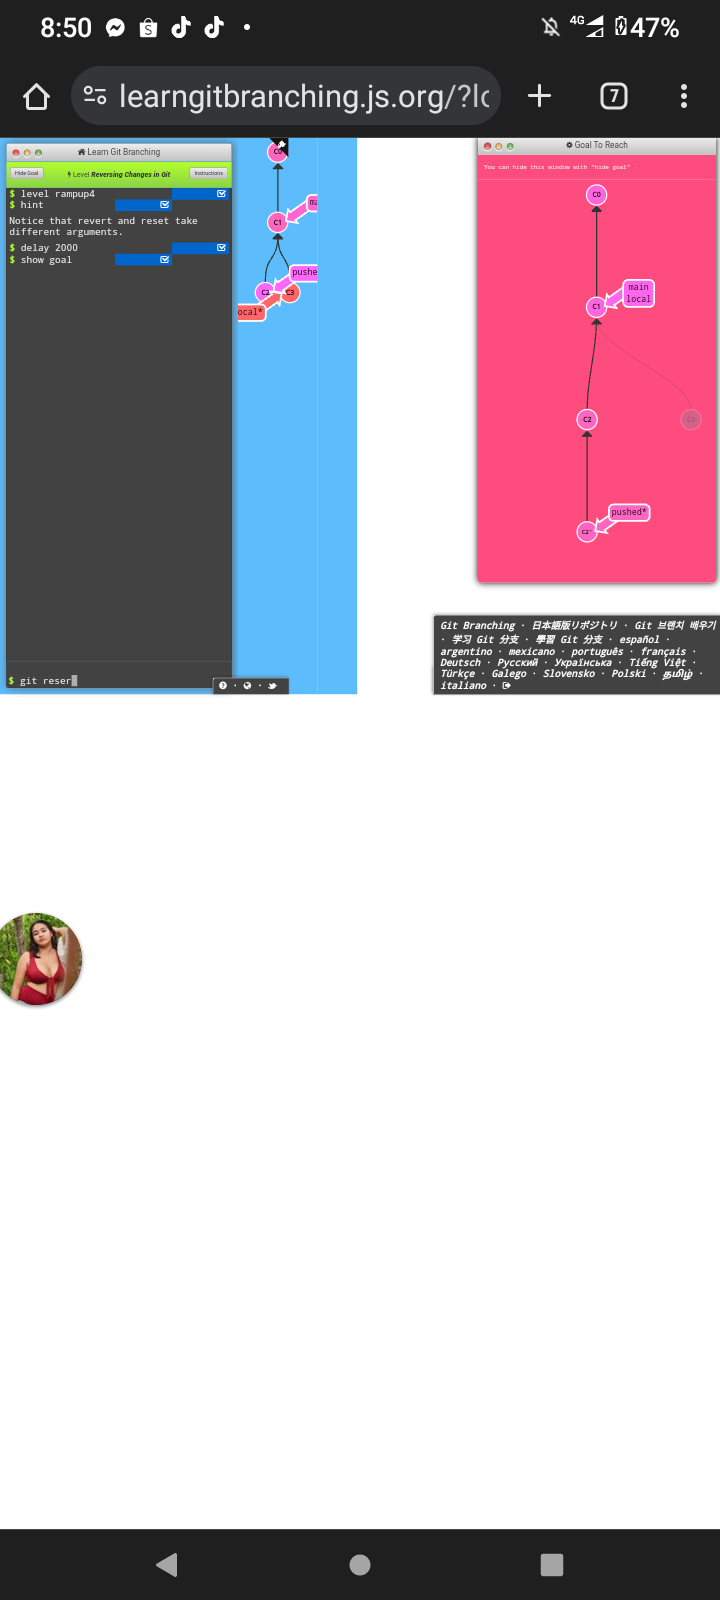 8:50
4G
47%
learngitbranching.js.org/?lo
7
Learn Git Branching
Hide Goal
Level Reversing Changes in Git
Instructions
$ level rampup4
$ hint
Notice that revert and reset take
different arguments.
$ delay 2000
$ show goal
$ git reser
C1
ma
pushe
C2
C3
ocal*
Goal To Reach
You can hide this window with "hide goal"
C0
C1
main
local
C2
C3
pushed*
C2'
Git Branching · 日本語版リポジトリ · Git 브랜치 배우기
· 学习 Git 分支 · 學習 Git 分支 · español ·
argentino · mexicano · português · français ·
Deutsch · Русский · Українська · Tiếng Việt ·
Türkçe · Galego · Slovensko · Polski · தமிழ் ·
italiano ·